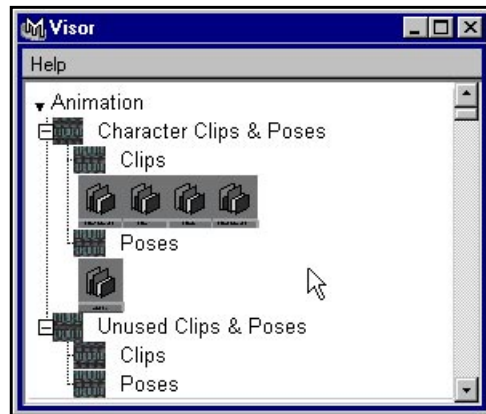 Visor
Help
Animation
Character Clips & Poses
Clips
Poses
Unused Clips & Poses
Clips
Poses